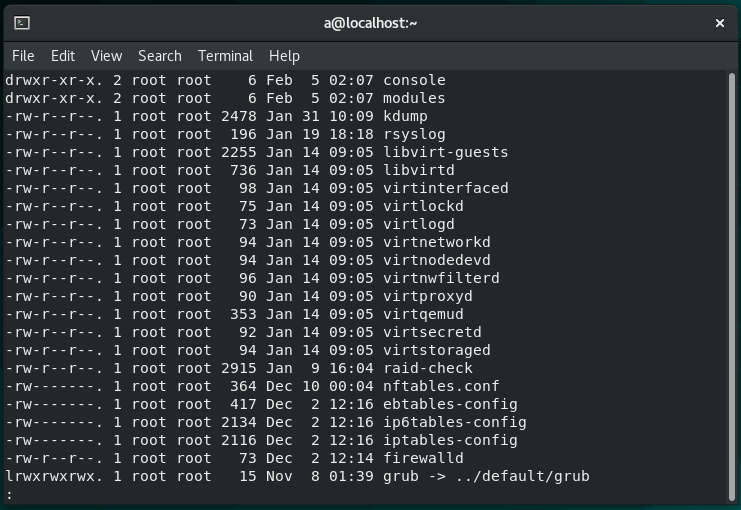 a@localhost:~
File Edit View Search Terminal Help
drwxr-xr-x. 2 root root    6 Feb  5 02:07 console
drwxr-xr-x. 2 root root    6 Feb  5 02:07 modules
-rw-r--r--. 1 root root 2478 Jan 31 10:09 kdump
-rw-r--r--. 1 root root  196 Jan 19 18:18 rsyslog
-rw-r--r--. 1 root root 2255 Jan 14 09:05 libvirt-guests
-rw-r--r--. 1 root root  736 Jan 14 09:05 libvirtd
-rw-r--r--. 1 root root   98 Jan 14 09:05 virtinterfaced
-rw-r--r--. 1 root root   75 Jan 14 09:05 virtlockd
-rw-r--r--. 1 root root   73 Jan 14 09:05 virtlogd
-rw-r--r--. 1 root root   94 Jan 14 09:05 virtnetworkd
-rw-r--r--. 1 root root   94 Jan 14 09:05 virtnodedevd
-rw-r--r--. 1 root root   96 Jan 14 09:05 virtnwfilterd
-rw-r--r--. 1 root root   90 Jan 14 09:05 virtproxyd
-rw-r--r--. 1 root root  353 Jan 14 09:05 virtqemud
-rw-r--r--. 1 root root   92 Jan 14 09:05 virtsecretd
-rw-r--r--. 1 root root   94 Jan 14 09:05 virtstoraged
-rw-r--r--. 1 root root 2915 Jan  9 16:04 raid-check
-rw-------. 1 root root  364 Dec 10 00:04 nftables.conf
-rw-------. 1 root root  417 Dec  2 12:16 ebtables-config
-rw-------. 1 root root 2134 Dec  2 12:16 ip6tables-config
-rw-------. 1 root root 2116 Dec  2 12:16 iptables-config
-rw-r--r--. 1 root root   73 Dec  2 12:14 firewalld
lrwxrwxrwx. 1 root root   15 Nov  8 01:39 grub -> ../default/grub
: